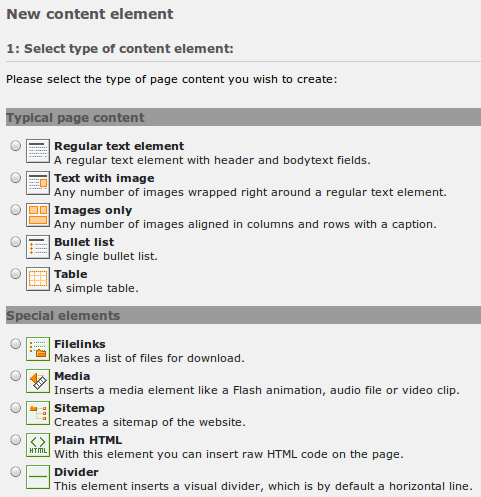 New content element
1: Select type of content element:
Please select the type of page content you wish to create:
Typical page content
Regular text element
A regular text element with header and bodytext fields.
Text with image
Any number of images wrapped right around a regular text element.
Images only
Any number of images aligned in columns and rows with a caption.
Bullet list
A single bullet list.
Table
A simple table.
Special elements
Filelinks
Makes a list of files for download.
Media
Inserts a media element like a Flash animation, audio file or video clip.
Sitemap
Creates a sitemap of the website.
HTML
Plain HTML
With this element you can insert raw HTML code on the page.
Divider
This element inserts a visual divider, which is by default a horizontal line.